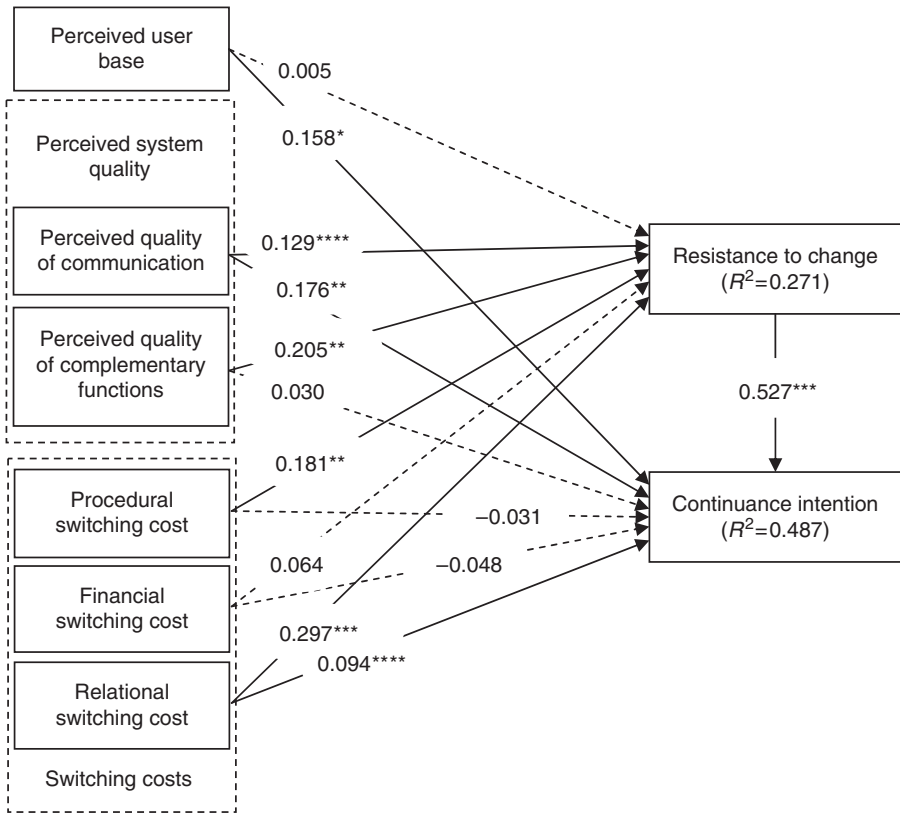 Perceived user
base
0.005
0.158*
Perceived system
quality
Perceived quality
of communication
0.129****
0.176**
Resistance to change
(R²=0.271)
Perceived quality
of complementary
functions
0.205**
0.030
0.527***
Procedural
switching cost
0.181**
−0.031
Continuance intention
(R²=0.487)
Financial
switching cost
0.064
−0.048
Relational
switching cost
0.297***
0.094****
Switching costs